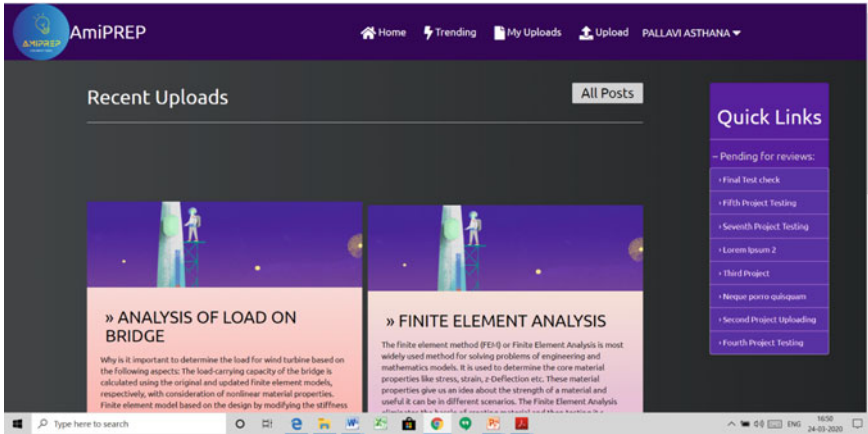 AMIPREP
AmiPREP
Home
Trending
My Uploads
Upload
PALLAVI ASTHANA
Recent Uploads
All Posts
» ANALYSIS OF LOAD ON
BRIDGE
Why is it important to determine the load for wind turbine based on
the following aspects: The load-carrying capacity of the bridge is
calculated using the original and updated finite element models,
respectively, with consideration of nonlinear material properties.
Finite element model based on the design by modifying the stiffness
» FINITE ELEMENT ANALYSIS
The finite element method (FEM) or Finite Element Analysis is most
widely used method for solving problems of engineering and
mathematics models. It is used to determine the core material
properties like stress, strain, z-Deflection etc. These material
properties give us an idea about the strength of a material and
useful it can be in different scenarios. The Finite Element Analysis
Quick Links
– Pending for reviews:
› Final Test check
› Fifth Project Testing
› Seventh Project Testing
› Lorem Ipsum 2
› Third Project
› Neque porro quisquam
› Second Project Uploading
› Fourth Project Testing
Type here to search
ENG
1650
24-03-2020